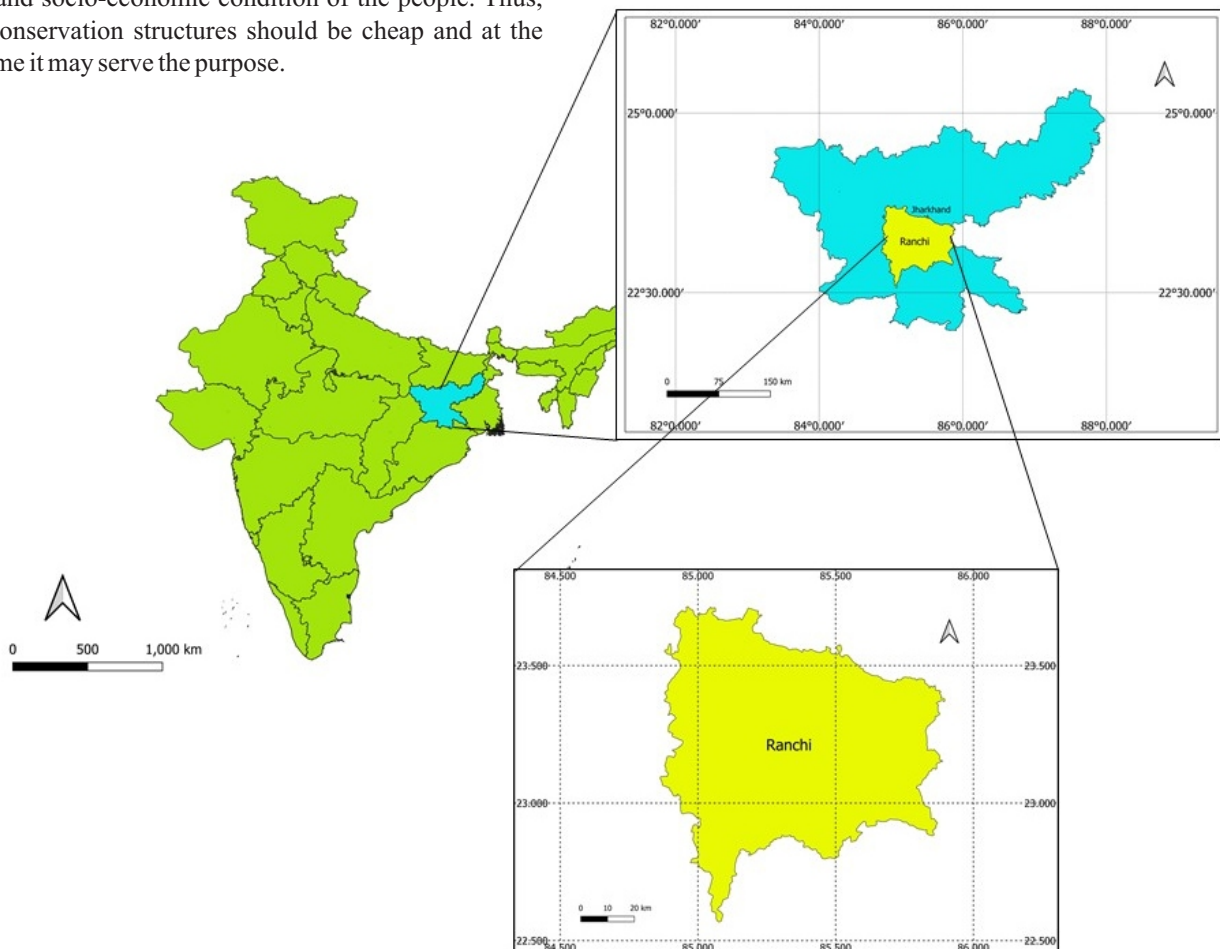 and socio-economic condition of the people. Thus,
onservation structures should be cheap and at the
me it may serve the purpose.
82°0.000' 84°0.000' 86°0.000' 88°0.000'
25°0.000' 25°0.000'
Jharkhand
Ranchi
22°30.000' 22°30.000'
0 75 150 km
82°0.000' 84°0.000' 86°0.000' 88°0.000'
0 500 1,000 km
84.500 85.000 85.500 86.000
23.500 23.500
Ranchi
23.000 23.000
0 10 20 km
22.500 22.500
84.500 85.000 85.500 86.000